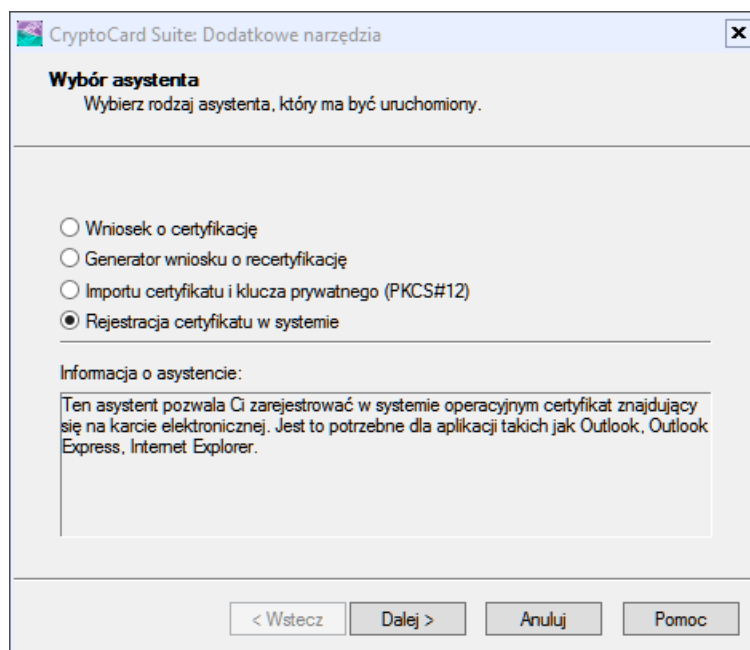 CryptoCard Suite: Dodatkowe narzędzia
Wybór asystenta
Wybierz rodzaj asystenta, który ma być uruchomiony.
Wniosek o certyfikację
Generator wniosku o recertyfikację
Importu certyfikatu i klucza prywatnego (PKCS#12)
Rejestracja certyfikatu w systemie
Informacja o asystencie:
Ten asystent pozwala Ci zarejestrować w systemie operacyjnym certyfikat znajdujący
się na karcie elektronicznej. Jest to potrzebne dla aplikacji takich jak Outlook, Outlook
Express, Internet Explorer.
< Wstecz Dalej > Anuluj Pomoc